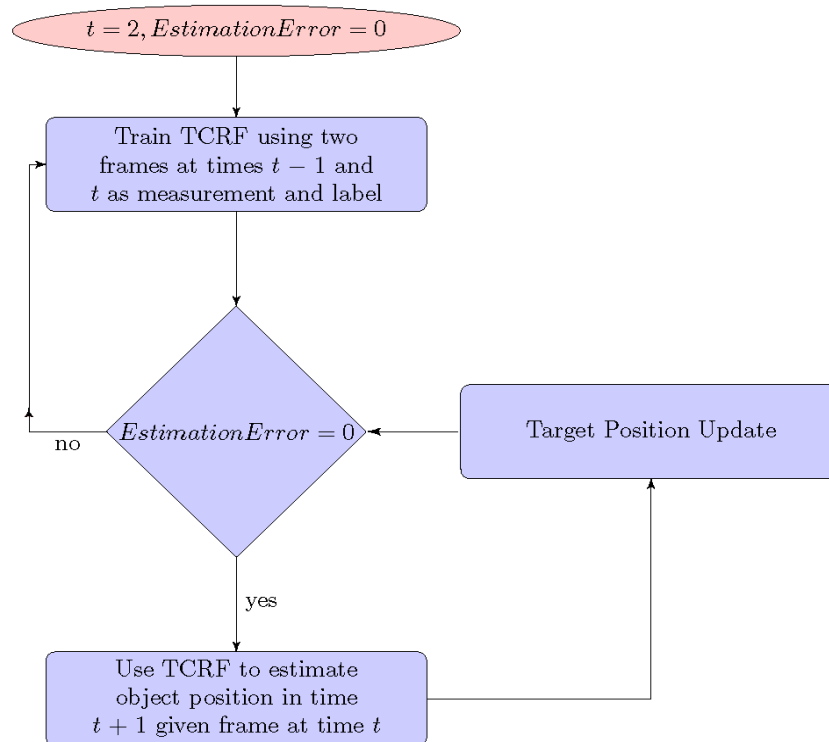 t = 2, EstimationError = 0
Train TCRF using two
frames at times t − 1 and
t as measurement and label
EstimationError = 0
Target Position Update
no
yes
Use TCRF to estimate
object position in time
t + 1 given frame at time t